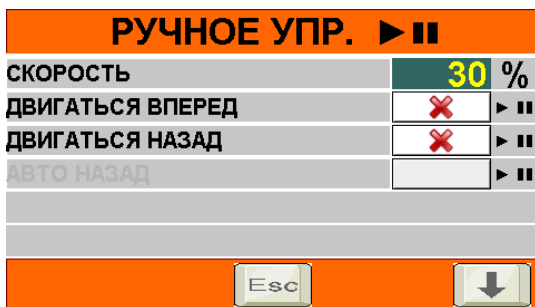 РУЧНОЕ УПР.
СКОРОСТЬ 30 %
ДВИГАТЬСЯ ВПЕРЕД
ДВИГАТЬСЯ НАЗАД
АВТО НАЗАД
Esc